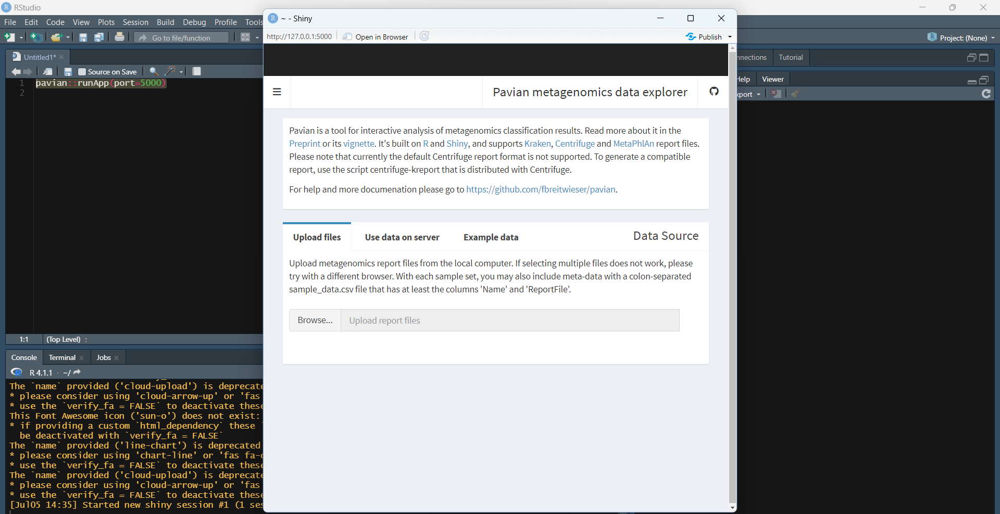 RStudio
File Edit Code View Plots Session Build Debug Profile Tools
Go to file/function
Project: (None)
Untitled1*
Source on Save
1 pavian::runApp(port=5000)
2
1:1 (Top Level)
Console Terminal Jobs
R 4.1.1 · ~/
The `name` provided ('cloud-upload') is deprecate
* please consider using 'cloud-arrow-up' or 'fas
* use the `verify_fa = FALSE` to deactivate these
This Font Awesome icon ('sun-o') does not exist:
* if providing a custom `html_dependency` these `
be deactivated with `verify_fa = FALSE`
The `name` provided ('line-chart') is deprecated
* please consider using 'chart-line' or 'fas fa-c
* use the `verify_fa = FALSE` to deactivate these
The `name` provided ('cloud-upload') is deprecate
* please consider using 'cloud-arrow-up' or 'fas
* use the `verify_fa = FALSE` to deactivate these
[Jul05 14:35] Started new shiny session #1 (1 ses
~ - Shiny
http://127.0.0.1:5000 Open in Browser Publish
Pavian metagenomics data explorer
Pavian is a tool for interactive analysis of metagenomics classification results. Read more about it in the
Preprint or its vignette. It's built on R and Shiny, and supports Kraken, Centrifuge and MetaPhlAn report files.
Please note that currently the default Centrifuge report format is not supported. To generate a compatible
report, use the script centrifuge-kreport that is distributed with Centrifuge.
For help and more documenation please go to https://github.com/fbreitwieser/pavian.
Upload files Use data on server Example data Data Source
Upload metagenomics report files from the local computer. If selecting multiple files does not work, please
try with a different browser. With each sample set, you may also include meta-data with a colon-separated
sample_data.csv file that has at least the columns 'Name' and 'ReportFile'.
Browse... Upload report files
nnections Tutorial
Help Viewer
xport